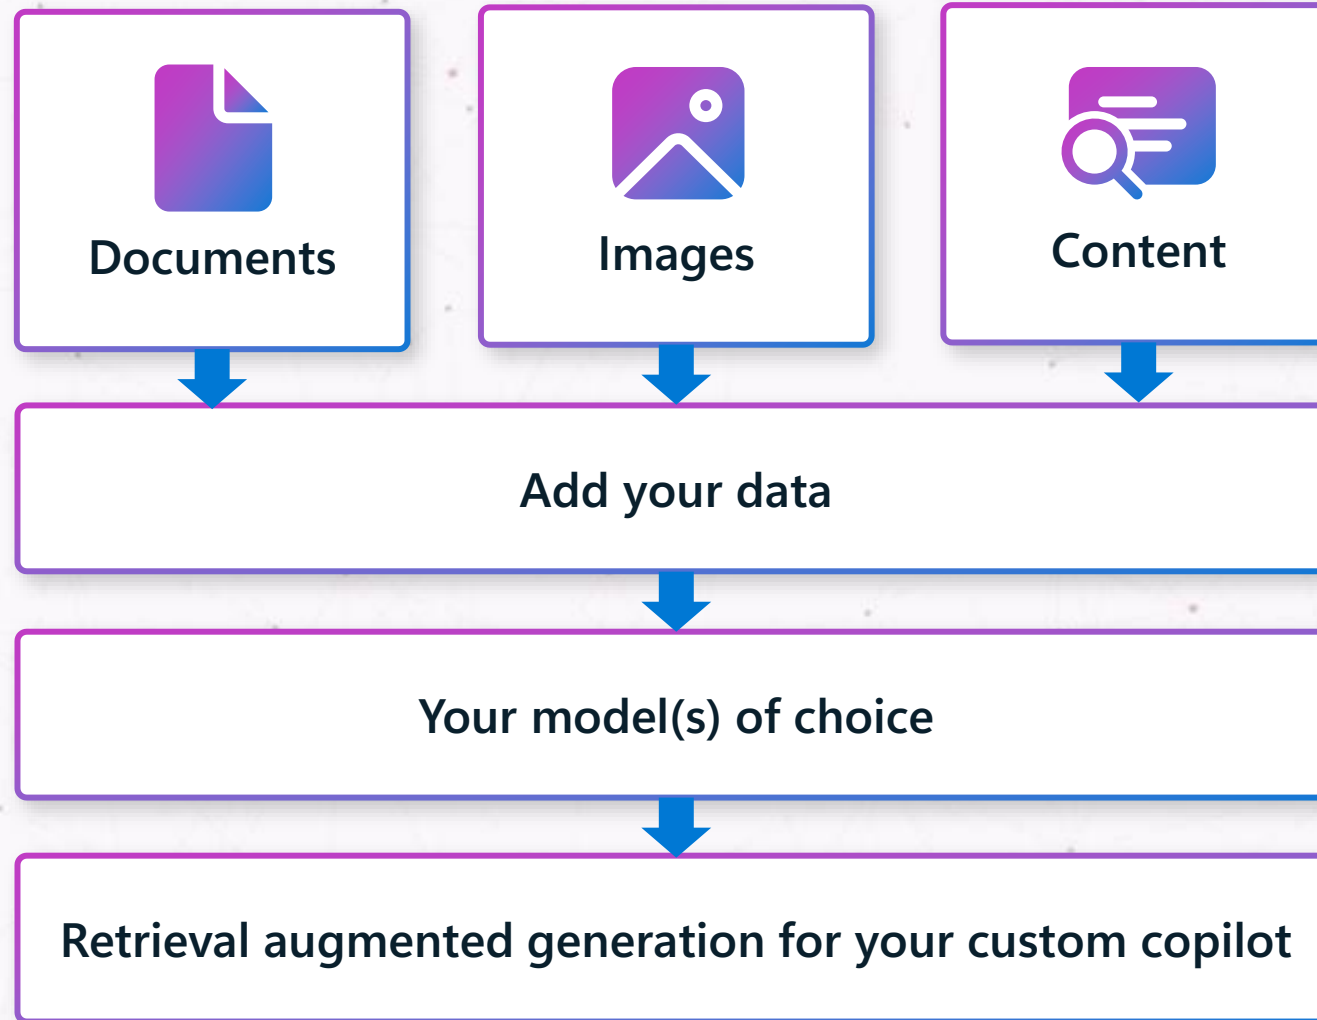 Documents
Images
Content
Add your data
Your model(s) of choice
Retrieval augmented generation for your custom copilot